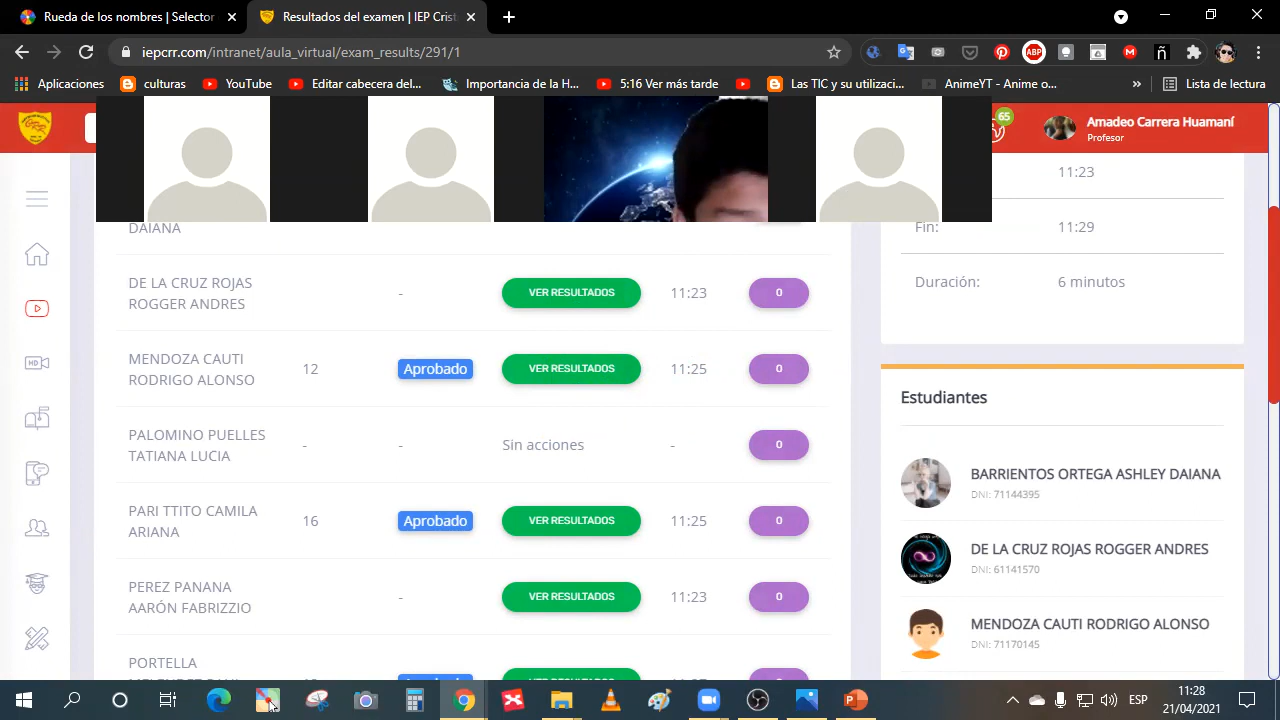 Rueda de los nombres | Selector
Resultados del examen | IEP Crist
iepcrr.com/intranet/aula_virtual/exam_results/291/1
ABP
ñ
Aplicaciones
culturas
YouTube
Editar cabecera del...
Importancia de la H...
5:16 Ver más tarde
Las TIC y su utilizaci...
AnimeYT - Anime o...
»
Lista de lectura
65
Amadeo Carrera Huamaní
Profesor
11:23
DAIANA
Fin:
11:29
DE LA CRUZ ROJAS
ROGGER ANDRES
-
VER RESULTADOS
11:23
0
Duración:
6 minutos
MENDOZA CAUTI
RODRIGO ALONSO
12
Aprobado
VER RESULTADOS
11:25
0
HD
Estudiantes
PALOMINO PUELLES
TATIANA LUCIA
-
-
Sin acciones
-
0
BARRIENTOS ORTEGA ASHLEY DAIANA
DNI: 71144395
PARI TTITO CAMILA
ARIANA
16
Aprobado
VER RESULTADOS
11:25
0
DE LA CRUZ ROJAS ROGGER ANDRES
DNI: 61141570
PEREZ PANANA
AARÓN FABRIZZIO
-
VER RESULTADOS
11:23
0
MENDOZA CAUTI RODRIGO ALONSO
DNI: 71170145
PORTELLA
ESP
11:28
21/04/2021